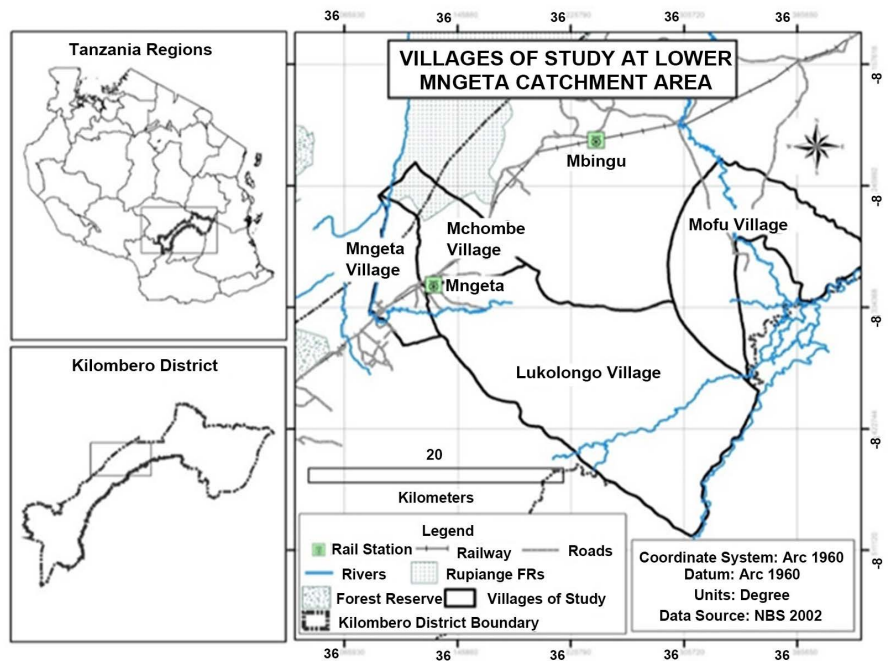 Tanzania Regions
Kilombero District
36 36 36 36 36
VILLAGES OF STUDY AT LOWER
MNGETA CATCHMENT AREA
Mbingu
Mchombe
Village
Mofu Village
Mngeta
Village
Mngeta
Lukolongo Village
20
Kilometers
Legend
Rail Station Railway Roads
Rivers Rupiange FRs
Forest Reserve Villages of Study
Kilombero District Boundary
Coordinate System: Arc 1960
Datum: Arc 1960
Units: Degree
Data Source: NBS 2002
-8
-8
-8
-8
-8
36 36 36 36 36